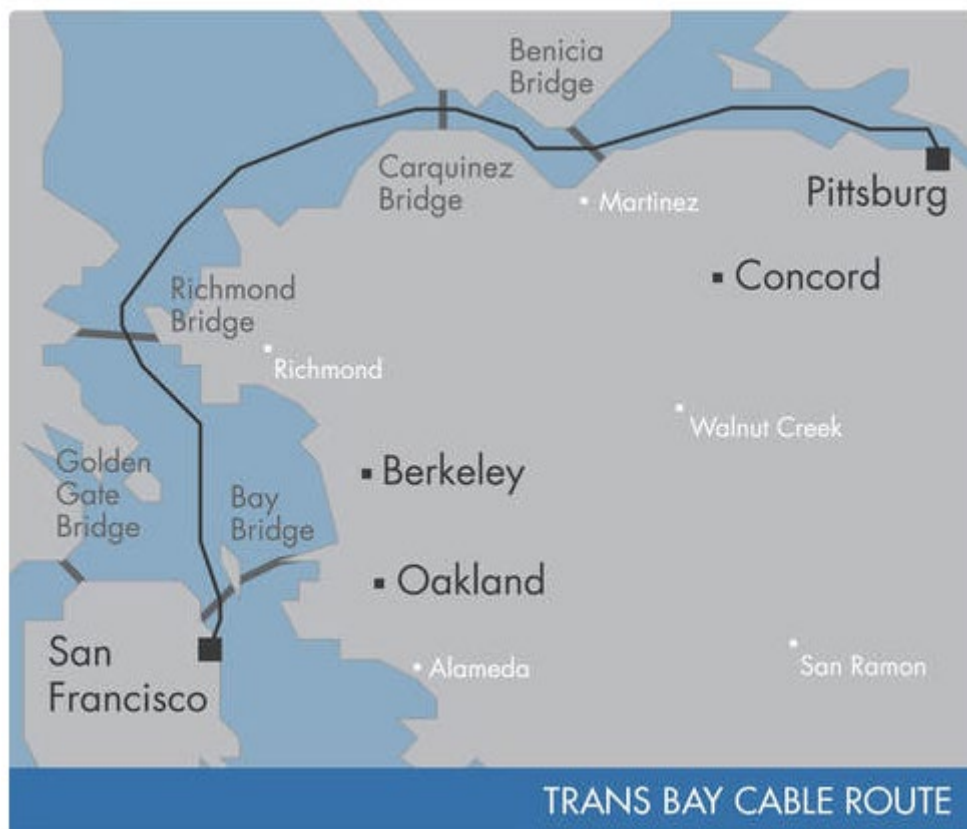 Benicia
Bridge
Carquinez
Bridge
Pittsburg
Martinez
Concord
Richmond
Bridge
Richmond
Walnut Creek
Golden
Gate
Bridge
Berkeley
Bay
Bridge
Oakland
San
Francisco
Alameda
San Ramon
TRANS BAY CABLE ROUTE